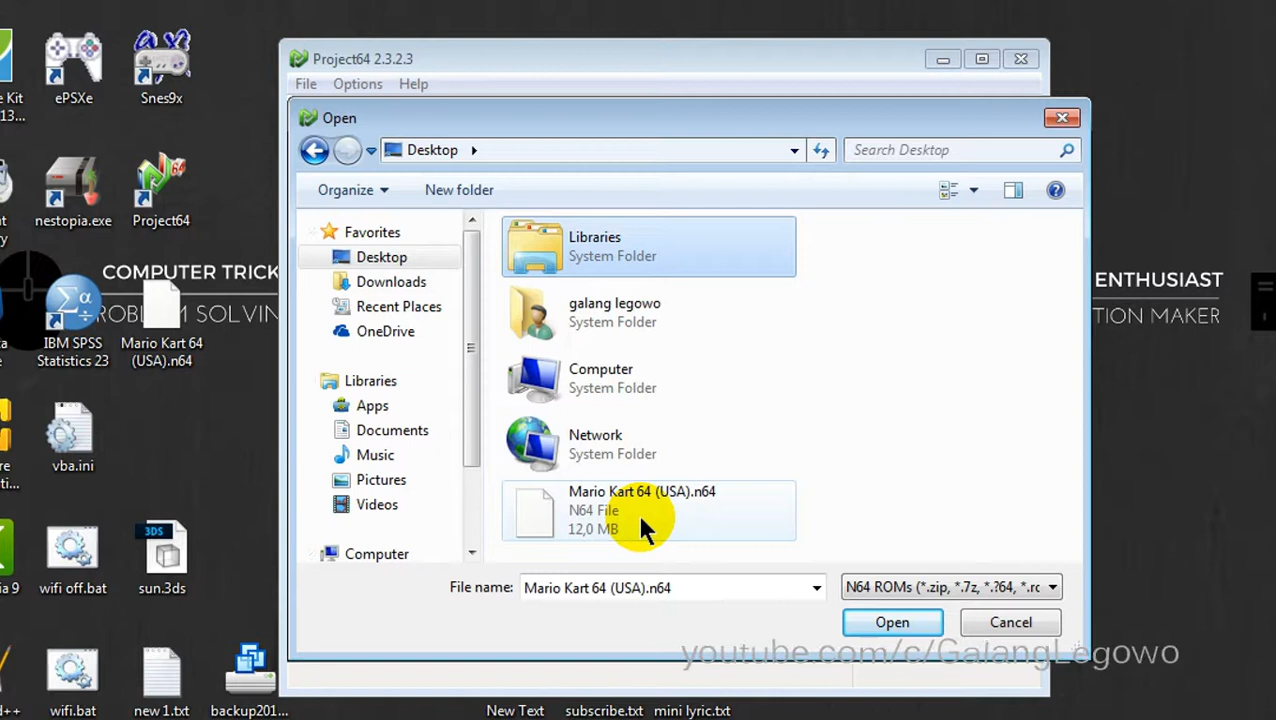 e Kit
13...
ePSXe
Snes9x
nestopia.exe
Project64
COMPUTER TRICK
PROBLEM SOLVIN
IBM SPSS
Statistics 23
Mario Kart 64
(USA).n64
vba.ini
wifi off.bat
sun.3ds
wifi.bat
new 1.txt
backup201...
New Text
subscribe.txt
mini lyric.txt
ENTHUSIAST
TION MAKER
Project64 2.3.2.3
File
Options
Help
Open
Desktop
Search Desktop
Organize
New folder
Favorites
Desktop
Downloads
Recent Places
OneDrive
Libraries
Apps
Documents
Music
Pictures
Videos
Computer
Libraries
System Folder
galang legowo
System Folder
Computer
System Folder
Network
System Folder
Mario Kart 64 (USA).n64
N64 File
12,0 MB
File name:
Mario Kart 64 (USA).n64
N64 ROMs (*.zip, *.7z, *.?64, *.rc
Open
Cancel
youtube.com/c/GalangLegowo